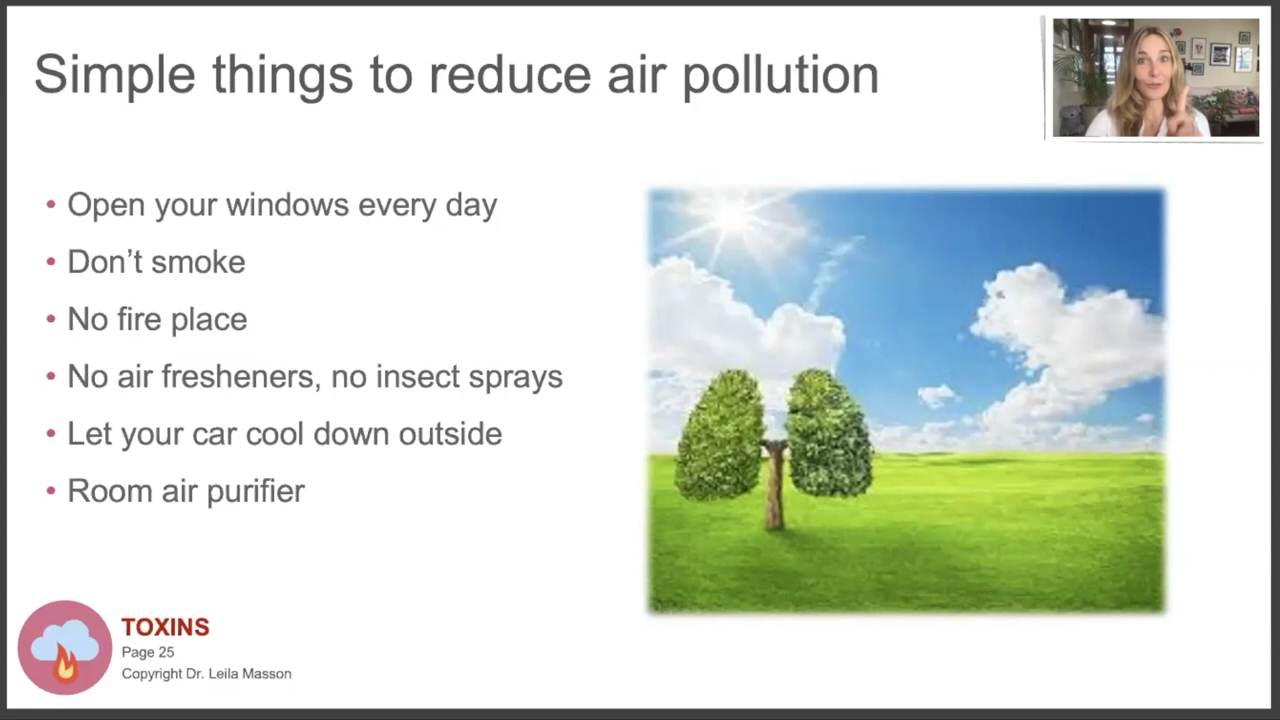 Simple things to reduce air pollution
• Open your windows every day
• Don’t smoke
• No fire place
• No air fresheners, no insect sprays
• Let your car cool down outside
• Room air purifier
TOXINS
Page 25
Copyright Dr. Leila Masson